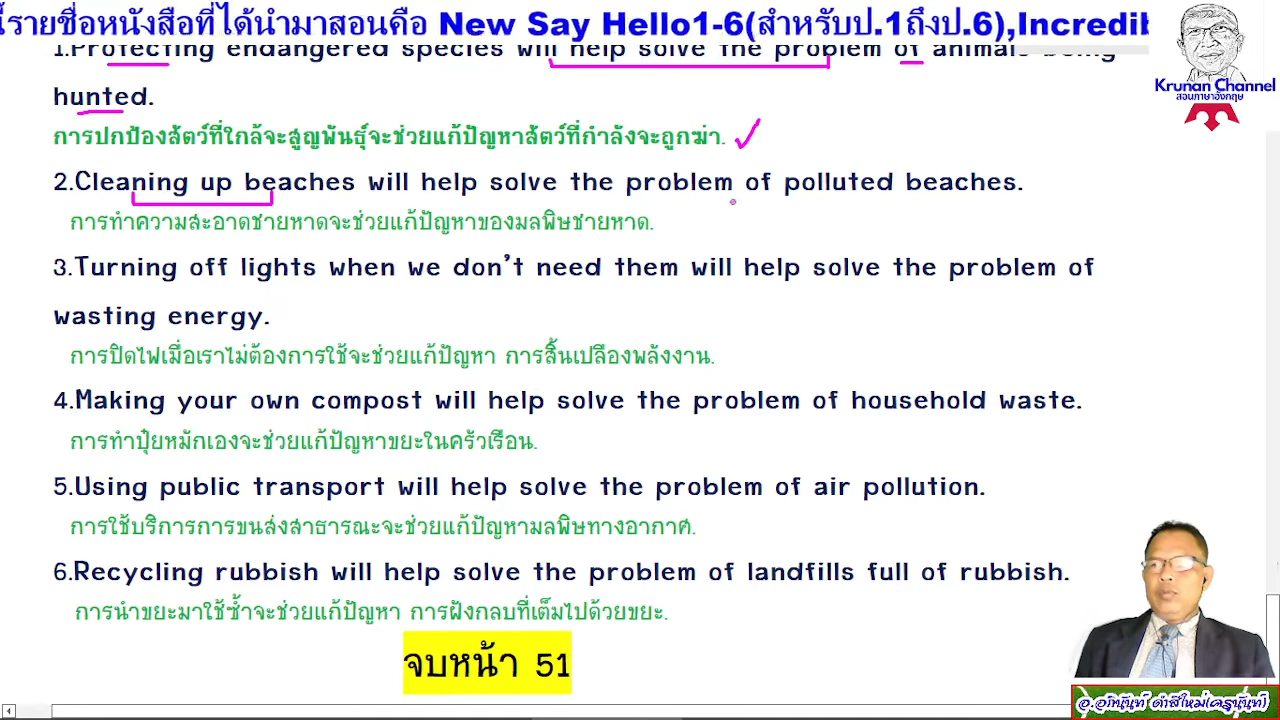 นี้รายชื่อหนังสือที่ได้นำมาสอนคือ New Say Hello1-6(สำหรับป.1ถึงป.6),Incredib
Krunan Channel
สอนภาษาอังกฤษ
1.Protecting endangered species will help solve the problem of animals being
hunted.
การปกป้องสัตว์ที่ใกล้จะสูญพันธุ์จะช่วยแก้ปัญหาสัตว์ที่กำลังจะถูกฆ่า.
2.Cleaning up beaches will help solve the problem of polluted beaches.
การทำความสะอาดชายหาดจะช่วยแก้ปัญหาของมลพิษชายหาด.
3.Turning off lights when we don't need them will help solve the problem of
wasting energy.
การปิดไฟเมื่อเราไม่ต้องการใช้จะช่วยแก้ปัญหา การสิ้นเปลืองพลังงาน.
4.Making your own compost will help solve the problem of household waste.
การทำปุ๋ยหมักเองจะช่วยแก้ปัญหาขยะในครัวเรือน.
5.Using public transport will help solve the problem of air pollution.
การใช้บริการการขนส่งสาธารณะจะช่วยแก้ปัญหามลพิษทางอากาศ.
6.Recycling rubbish will help solve the problem of landfills full of rubbish.
การนำขยะมาใช้ซ้ำจะช่วยแก้ปัญหา การฝังกลบที่เต็มไปด้วยขยะ.
จบหน้า 51
อ.อภินันท์ ดำสีใหม่(ครูนันท์)